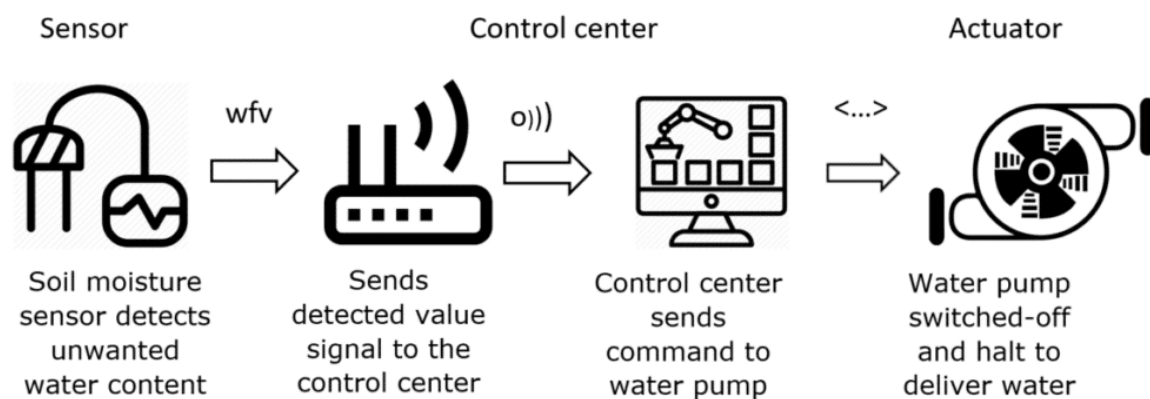 Sensor
Control center
Actuator
wfv
o)))
<...>
Soil moisture
sensor detects
unwanted
water content
Sends
detected value
signal to the
control center
Control center
sends
command to
water pump
Water pump
switched-off
and halt to
deliver water